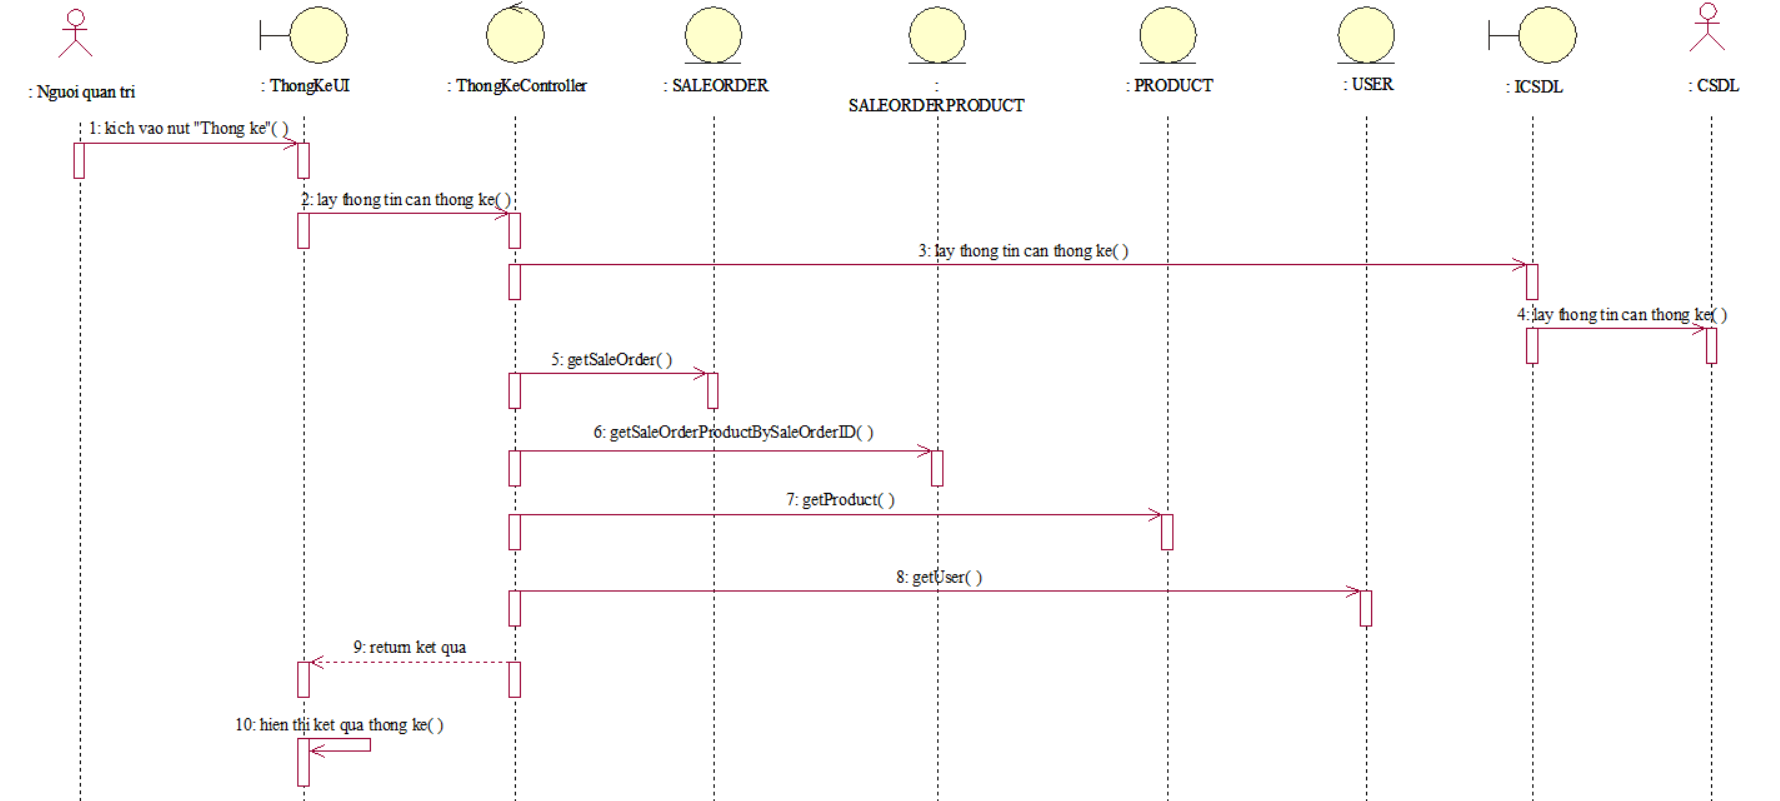 : Nguoi quan tri
: ThongKeUI
: ThongKeController
: SALEORDER
:
SALEORDERPRODUCT
: PRODUCT
: USER
: ICSDL
: CSDL
1: kich vao nut "Thong ke"( )
2: lay thong tin can thong ke( )
3: lay thong tin can thong ke( )
4: lay thong tin can thong ke( )
5: getSaleOrder( )
6: getSaleOrderProductBySaleOrderID( )
7: getProduct( )
8: getUser( )
9: return ket qua
10: hien thi ket qua thong ke( )